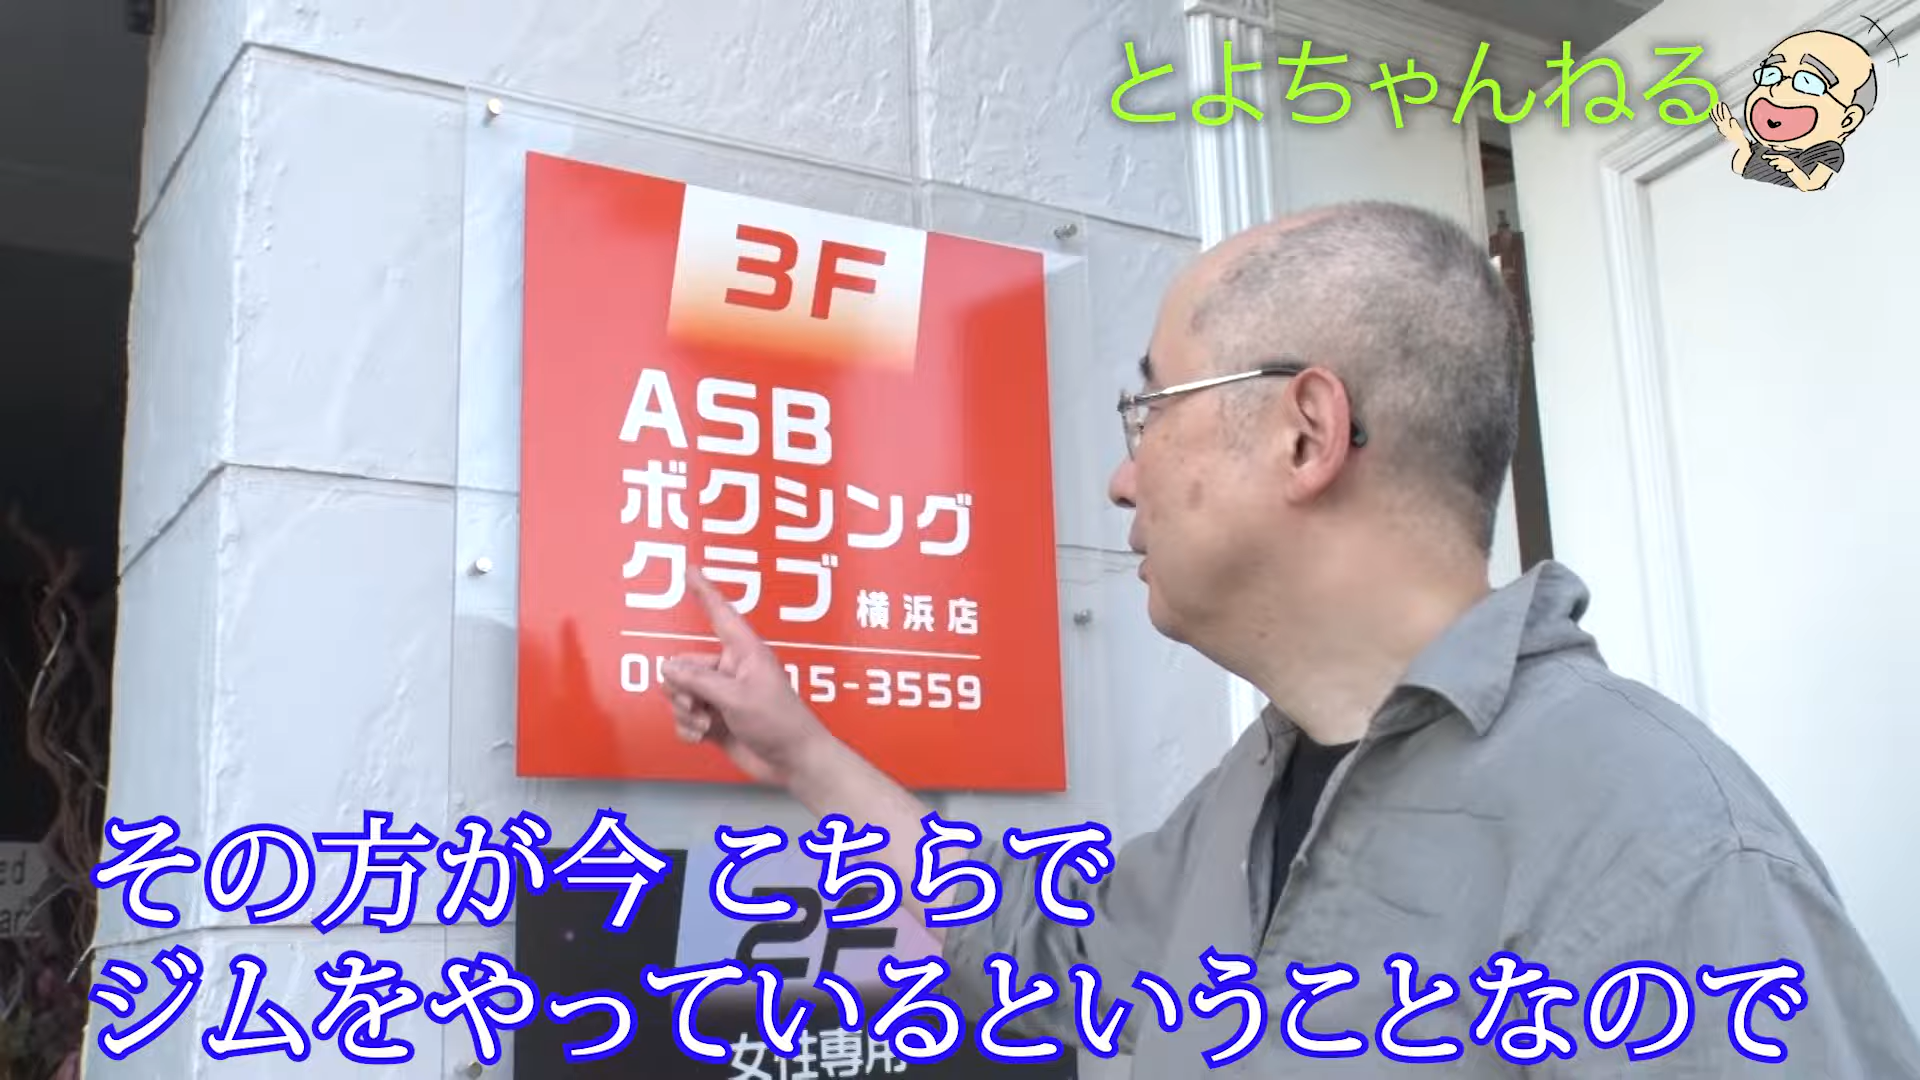 とよちゃんねる
3F
ASB
ボクシング
クラブ 横浜店
15-3559
その方が今 こちらで
2F
ジムをやっているということなので
女性専用